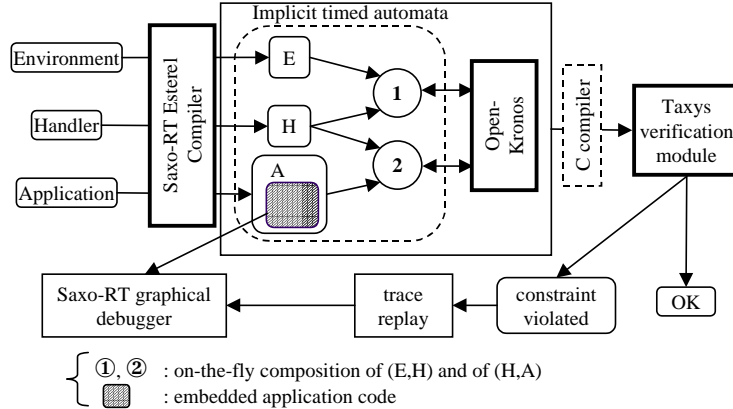 Implicit timed automata
Environment
Handler
Application
Saxo-RT Esterel
Compiler
E
H
A
1
2
Open-
Kronos
C compiler
Taxys
verification
module
Saxo-RT graphical
debugger
trace
replay
constraint
violated
OK
①, ② : on-the-fly composition of (E,H) and of (H,A)
: embedded application code